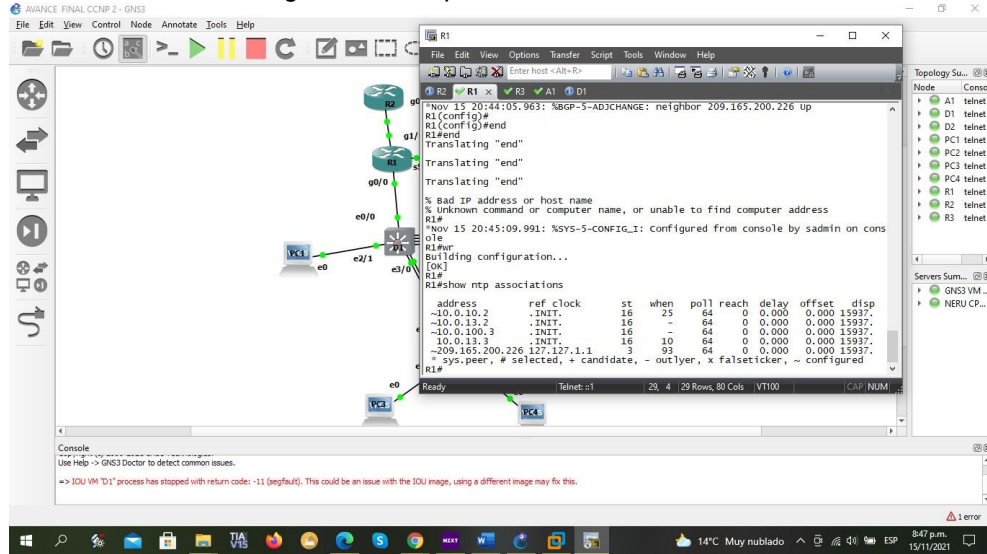 AVANCE FINAL CCNP 2 - GNS3
File Edit View Control Node Annotate Tools Help
R1
File Edit View Options Transfer Script Tools Window Help
Enter host <Alt+R>
R2 R1 R3 A1 D1
*Nov 15 20:44:05.963: %BGP-5-ADJCHANGE: neighbor 209.165.200.226 Up
R1(config)#
R1(config)#end
R1#end
Translating "end"
Translating "end"
Translating "end"
% Bad IP address or host name
% Unknown command or computer name, or unable to find computer address
R1#
*Nov 15 20:45:09.991: %SYS-5-CONFIG_I: Configured from console by sadmin on cons
ole
R1#wr
Building configuration...
[OK]
R1#
R1#show ntp associations
address ref clock st when poll reach delay offset disp
~10.0.10.2 .INIT. 16 25 64 0 0.000 0.000 15937.
~10.0.13.2 .INIT. 16 - 64 0 0.000 0.000 15937.
~10.0.100.3 .INIT. 16 - 64 0 0.000 0.000 15937.
10.0.13.3 .INIT. 16 10 64 0 0.000 0.000 15937.
~209.165.200.226 127.127.1.1 3 93 64 0 0.000 0.000 15937.
* sys.peer, # selected, + candidate, - outlyer, x falseticker, ~ configured
R1#
Ready Telnet: ::1 29, 4 29 Rows, 80 Cols VT100 CAP NUM
R2
g1/
R1
g0/0
e0/0
D1
PC1
e0
e2/1
e3/0
e0
PC3
PC4
Topology Su...
Node Conso
A1 telnet
D1 telnet
D2 telnet
PC1 telnet
PC2 telnet
PC3 telnet
PC4 telnet
R1 telnet
R2 telnet
R3 telnet
Servers Sum...
GNS3 VM ..
NERU CP...
Console
Use Help -> GNS3 Doctor to detect common issues.
=> IOU VM "D1" process has stopped with return code: -11 (segfault). This could be an issue with the IOU image, using a different image may fix this.
1 error
14°C Muy nublado ESP
8:47 p.m.
15/11/2021